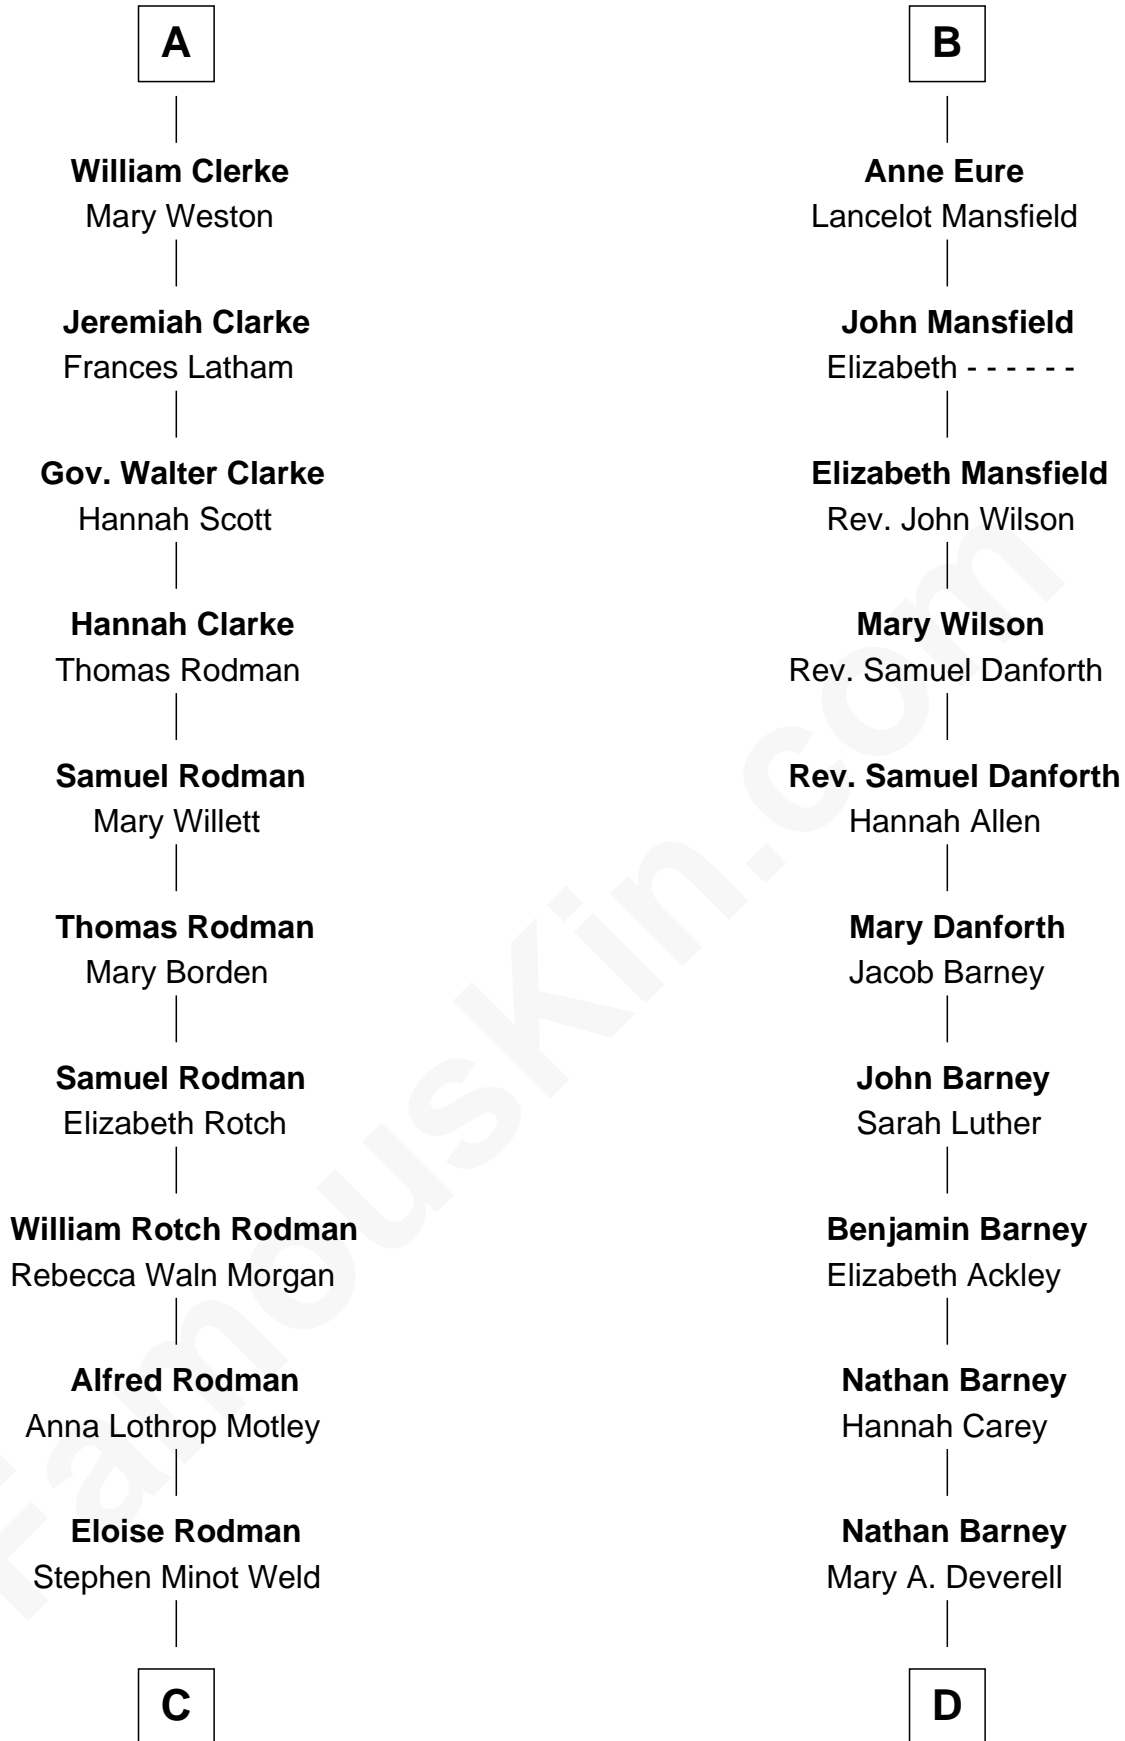 A
William Clerke
Mary Weston
Jeremiah Clarke
Frances Latham
Gov. Walter Clarke
Hannah Scott
Hannah Clarke
Thomas Rodman
Samuel Rodman
Mary Willett
Thomas Rodman
Mary Borden
Samuel Rodman
Elizabeth Rotch
William Rotch Rodman
Rebecca Waln Morgan
Alfred Rodman
Anna Lothrop Motley
Eloise Rodman
Stephen Minot Weld
C
B
Anne Eure
Lancelot Mansfield
John Mansfield
Elizabeth - - - - - -
Elizabeth Mansfield
Rev. John Wilson
Mary Wilson
Rev. Samuel Danforth
Rev. Samuel Danforth
Hannah Allen
Mary Danforth
Jacob Barney
John Barney
Sarah Luther
Benjamin Barney
Elizabeth Ackley
Nathan Barney
Hannah Carey
Nathan Barney
Mary A. Deverell
D
FamousKin.com